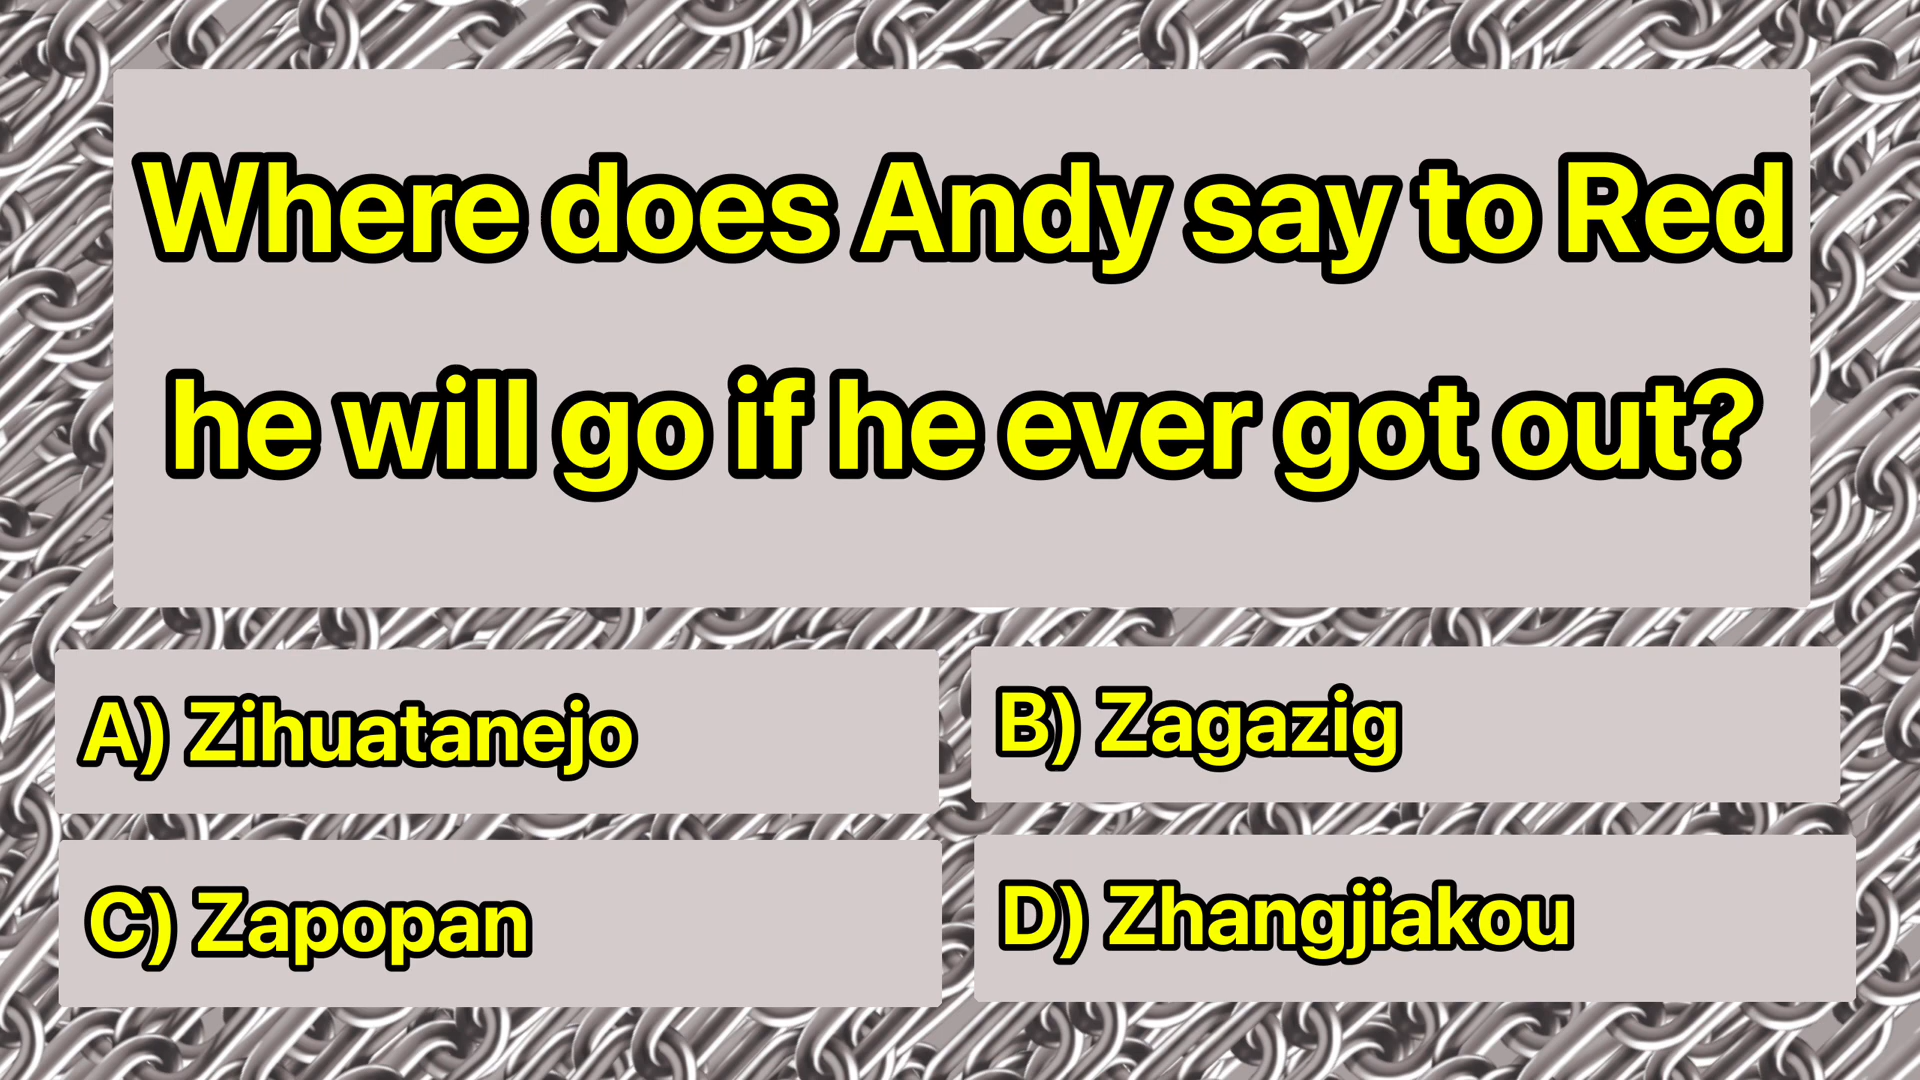 Where does Andy say to Red
he will go if he ever got out?
A) Zihuatanejo
B) Zagazig
C) Zapopan
D) Zhangjiakou